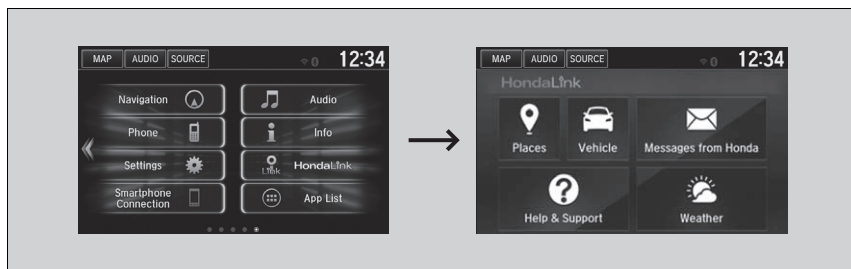 MAP AUDIO SOURCE 12:34
Navigation Audio
Phone Info
Settings Link HondaLink
Smartphone
Connection App List
MAP AUDIO SOURCE 12:34
HondaLink
Places Vehicle Messages from Honda
Help & Support Weather